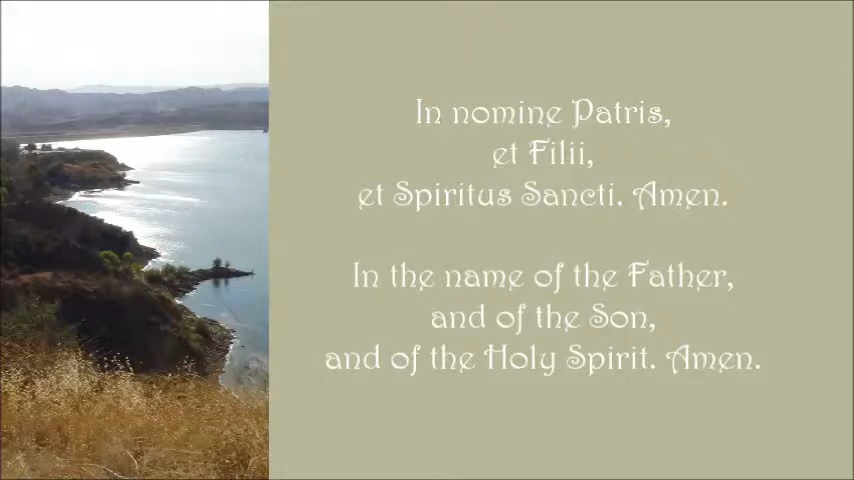 In nomine Patris,
et Filii,
et Spiritus Sancti. Amen.
In the name of the Father,
and of the Son,
and of the Holy Spirit. Amen.